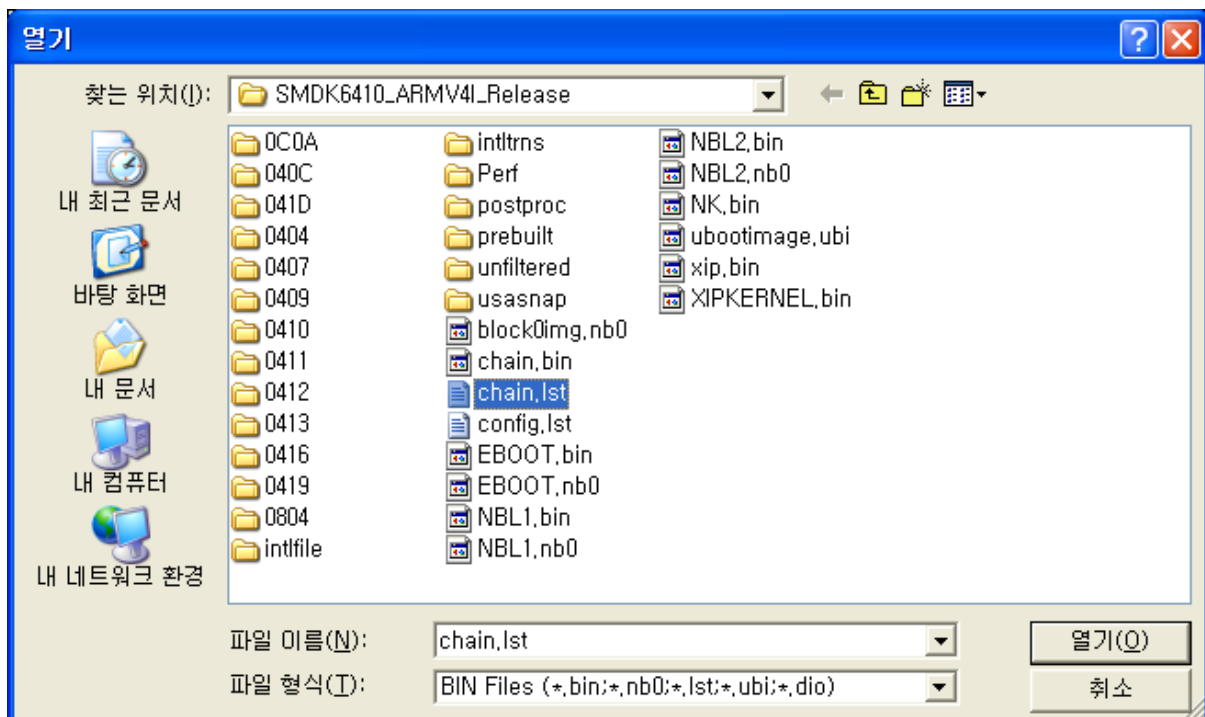 열기
찾는 위치(I): SMDK6410_ARMV4I_Release
내 최근 문서
바탕 화면
내 문서
내 컴퓨터
내 네트워크 환경
0C0A
040C
041D
0404
0407
0409
0410
0411
0412
0413
0416
0419
0804
intlfile
intltrns
Perf
postproc
prebuilt
unfiltered
usasnap
block0img,nb0
chain,bin
chain,lst
config,lst
EBOOT,bin
EBOOT,nb0
NBL1,bin
NBL1,nb0
NBL2,bin
NBL2,nb0
NK,bin
ubootimage,ubi
xip,bin
XIPKERNEL,bin
파일 이름(N): chain,lst 열기(O)
파일 형식(T): BIN Files (*,bin;*,nb0;*,lst;*,ubi;*,dio) 취소